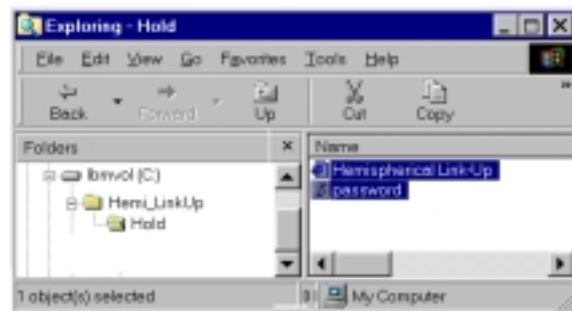 Exploring - Hold
File Edit View Go Favorites Tools Help
Back Forward Up Cut Copy »
Folders × Name
Ibmvol (C:)
Hemi_LinkUp
Hold
Hemispherical Link-Up
password
1 object(s) selected My Computer